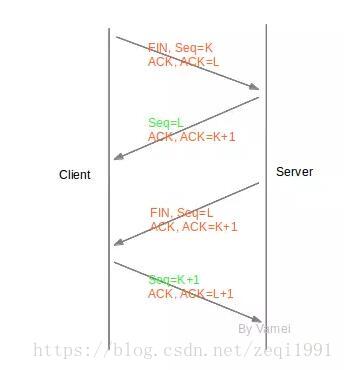 FIN, Seq=K
ACK, ACK=L
Seq=L
ACK, ACK=K+1
Client
Server
FIN, Seq=L
ACK, ACK=K+1
Seq=K+1
ACK, ACK=L+1
By Vamei
https://blog.csdn.net/zeqi1991